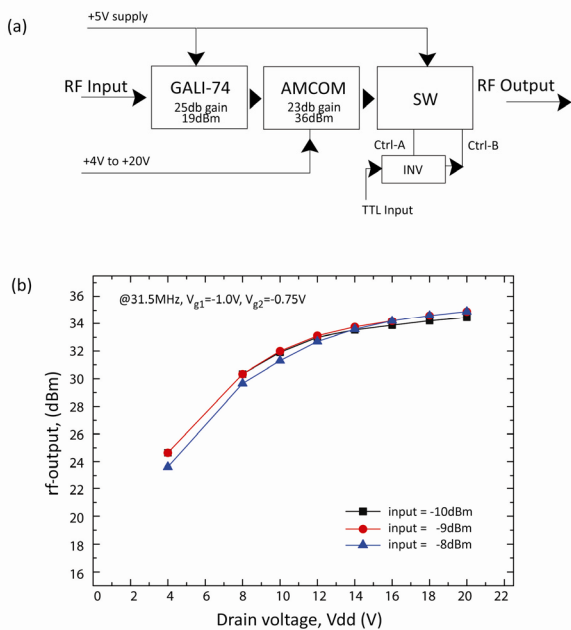 (a)
+5V supply
RF Input
GALI-74
25db gain
19dBm
AMCOM
23db gain
36dBm
SW
RF Output
Ctrl-A
Ctrl-B
+4V to +20V
INV
TTL Input
(b)
@31.5MHz, Vg1=-1.0V, Vg2=-0.75V
36
34
32
30
28
26
24
22
20
18
16
rf-output, (dBm)
input = -10dBm
input = -9dBm
input = -8dBm
0 2 4 6 8 10 12 14 16 18 20 22
Drain voltage, Vdd (V)